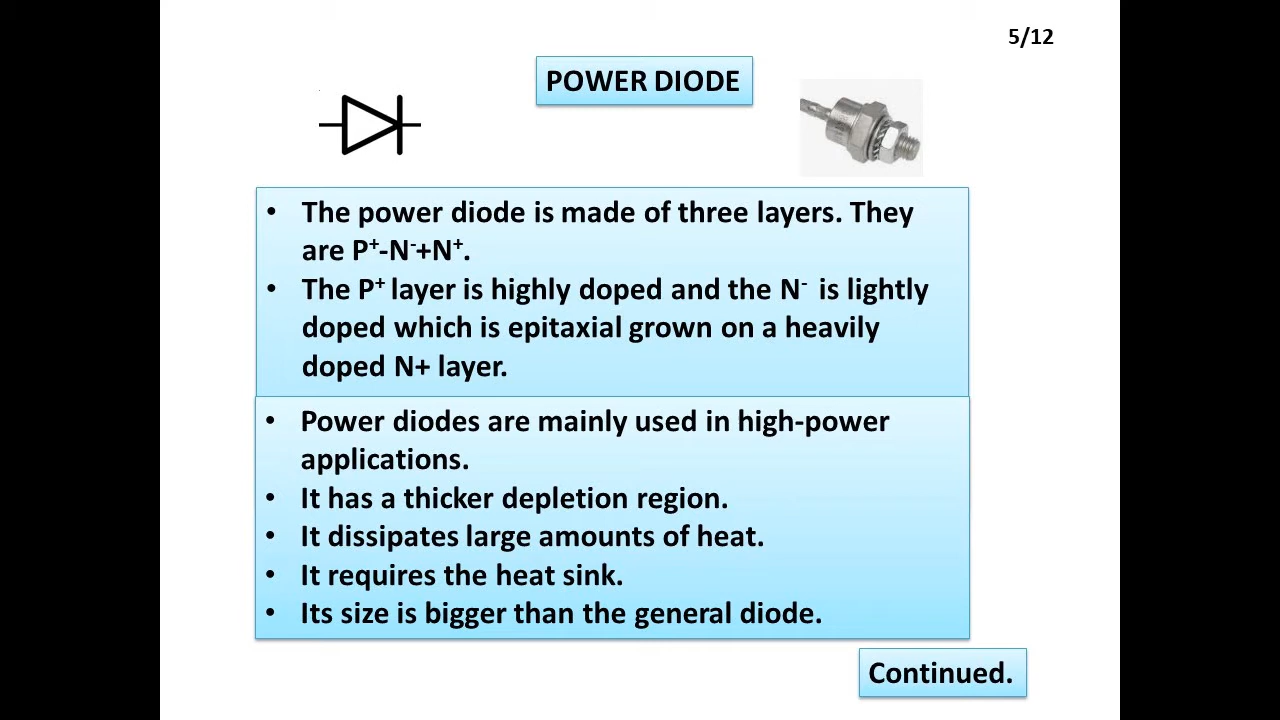 5/12
POWER DIODE
• The power diode is made of three layers. They
are P⁺-N⁻+N⁺.
• The P⁺ layer is highly doped and the N⁻ is lightly
doped which is epitaxial grown on a heavily
doped N+ layer.
• Power diodes are mainly used in high-power
applications.
• It has a thicker depletion region.
• It dissipates large amounts of heat.
• It requires the heat sink.
• Its size is bigger than the general diode.
Continued.